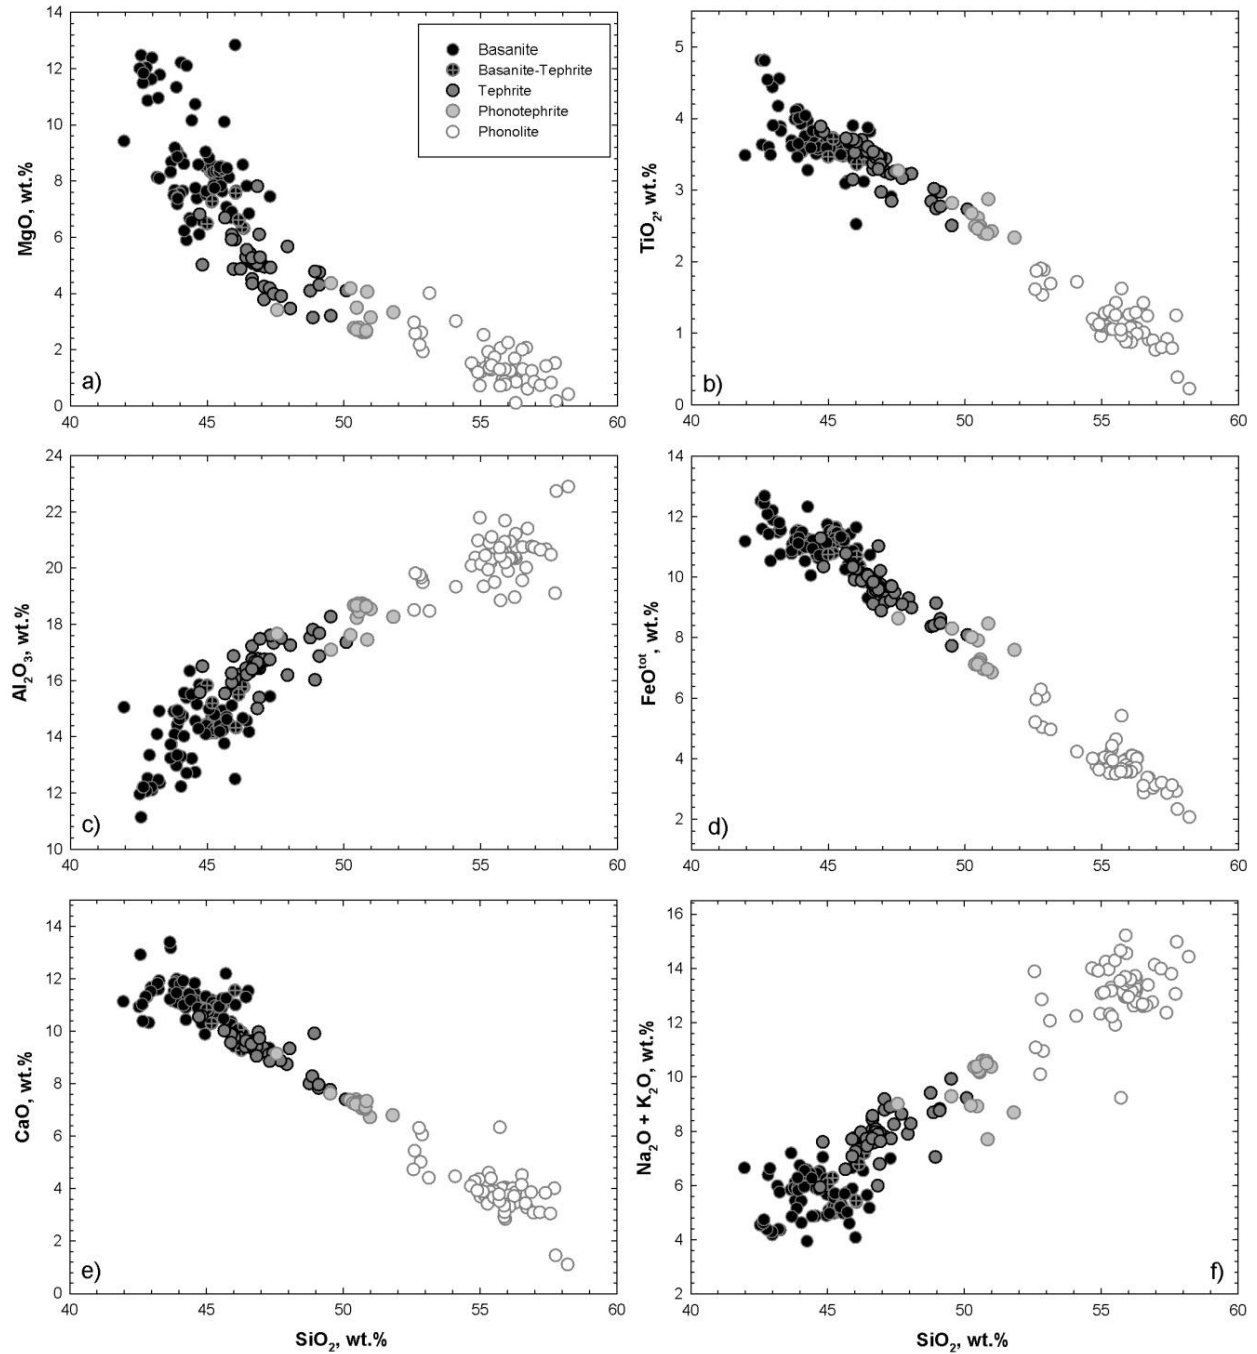 14
12
10
8
6
4
2
0
MgO, wt.%
40 45 50 55 60
a)
Basanite
Basanite-Tephrite
Tephrite
Phonotephrite
Phonolite
5
4
3
2
1
0
TiO2, wt.%
40 45 50 55 60
b)
24
22
20
18
16
14
12
10
Al2O3, wt.%
40 45 50 55 60
c)
14
12
10
8
6
4
2
FeOtot, wt.%
40 45 50 55 60
d)
14
12
10
8
6
4
2
0
CaO, wt.%
40 45 50 55 60
SiO2, wt.%
e)
16
14
12
10
8
6
4
2
Na2O + K2O, wt.%
40 45 50 55 60
SiO2, wt.%
f)